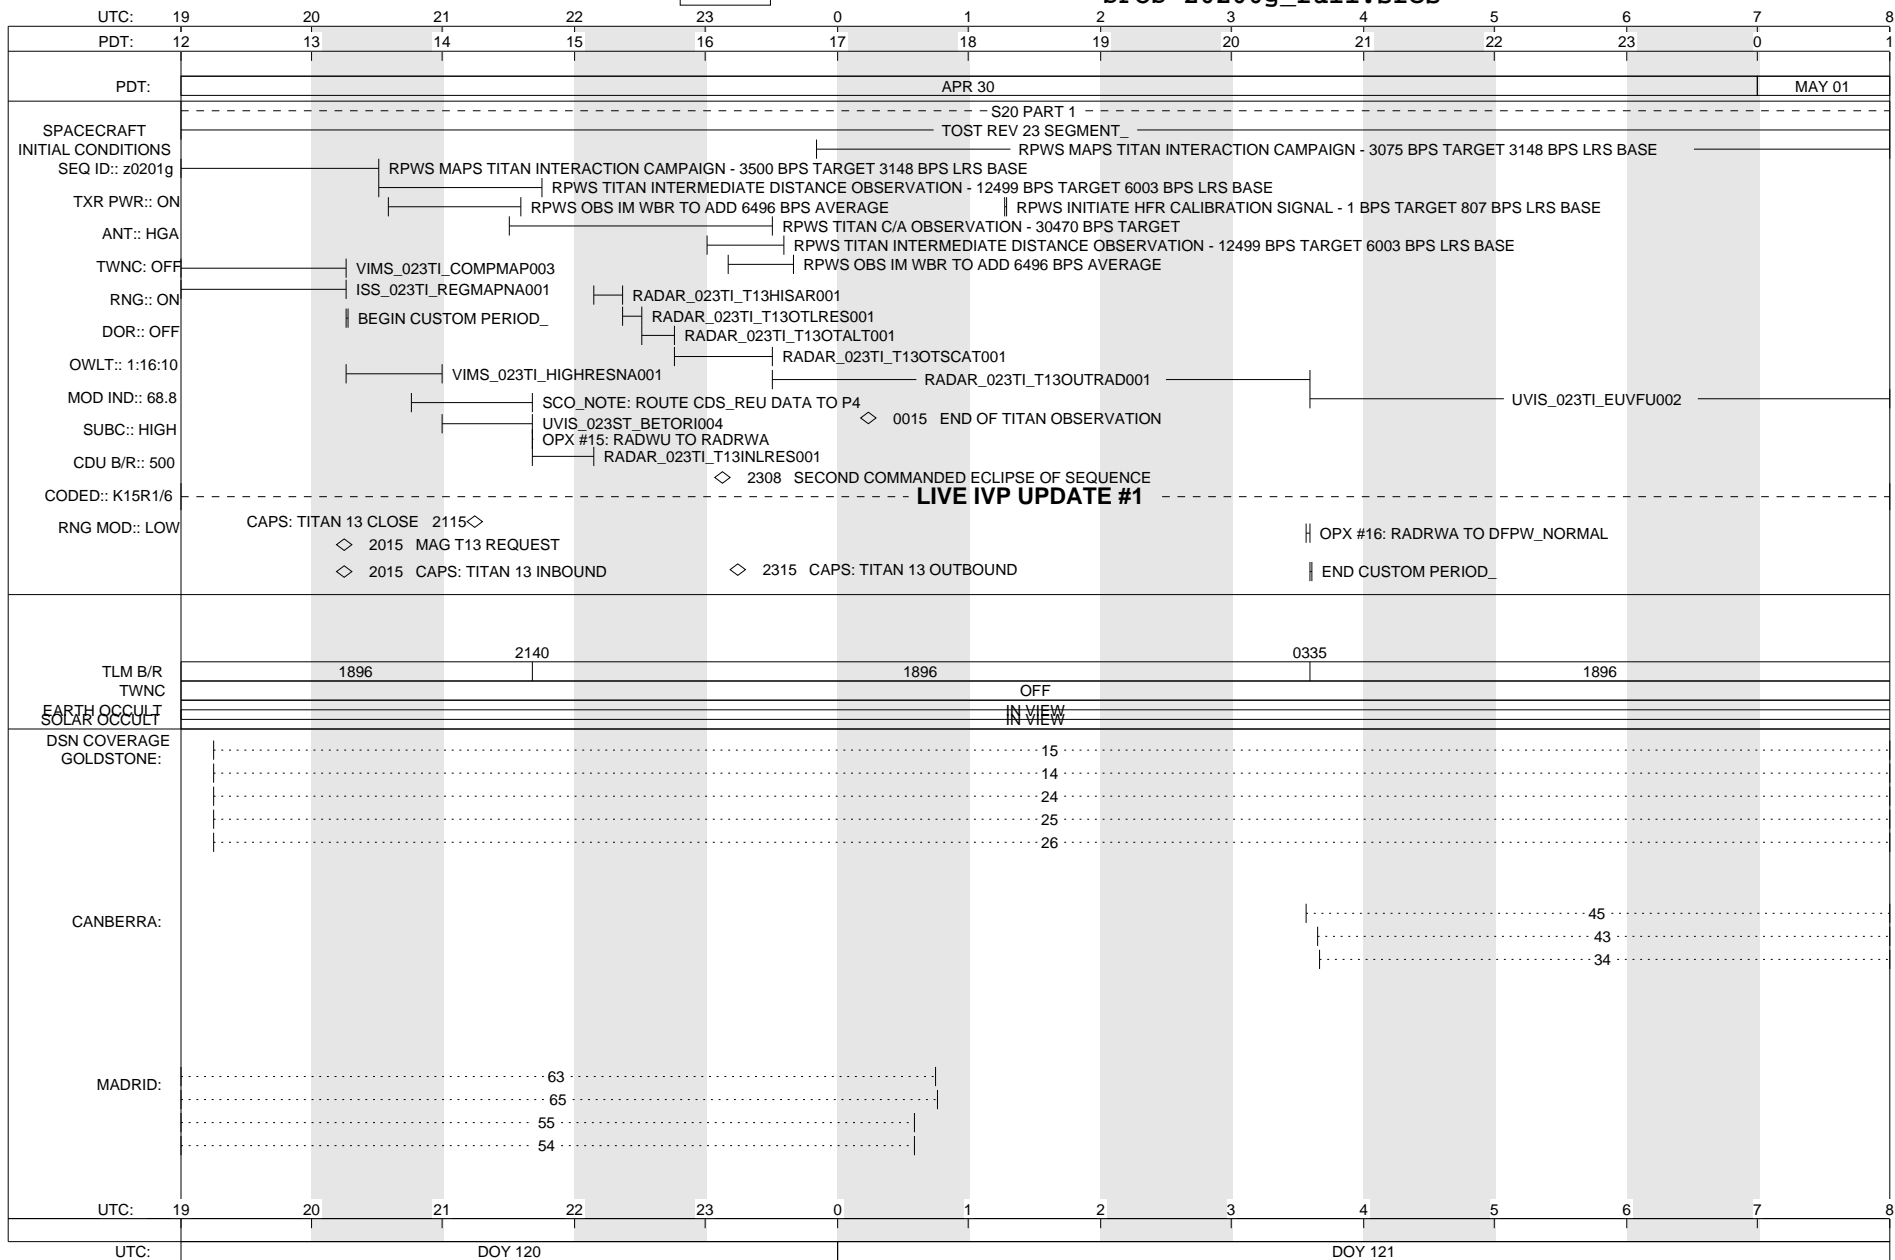 UTC: 19 20 21 22 23 0 1 2 3 4 5 6 7 8
PDT: 12 13 14 15 16 17 18 19 20 21 22 23 0 1
PDT: APR 30 MAY 01
S20 PART 1
SPACECRAFT
INITIAL CONDITIONS
TOST REV 23 SEGMENT_
RPWS MAPS TITAN INTERACTION CAMPAIGN - 3075 BPS TARGET 3148 BPS LRS BASE
SEQ ID:: z0201g
RPWS MAPS TITAN INTERACTION CAMPAIGN - 3500 BPS TARGET 3148 BPS LRS BASE
RPWS TITAN INTERMEDIATE DISTANCE OBSERVATION - 12499 BPS TARGET 6003 BPS LRS BASE
TXR PWR:: ON
RPWS OBS IM WBR TO ADD 6496 BPS AVERAGE
RPWS INITIATE HFR CALIBRATION SIGNAL - 1 BPS TARGET 807 BPS LRS BASE
RPWS TITAN C/A OBSERVATION - 30470 BPS TARGET
ANT:: HGA
RPWS TITAN INTERMEDIATE DISTANCE OBSERVATION - 12499 BPS TARGET 6003 BPS LRS BASE
RPWS OBS IM WBR TO ADD 6496 BPS AVERAGE
TWNC: OFF
VIMS_023TI_COMPMAP003
ISS_023TI_REGMAPNA001
RNG:: ON
RADAR_023TI_T13HISAR001
RADAR_023TI_T13OTLRES001
BEGIN CUSTOM PERIOD_
DOR:: OFF
RADAR_023TI_T13OTALT001
RADAR_023TI_T13OTSCAT001
OWLT:: 1:16:10
VIMS_023TI_HIGHRESNA001
RADAR_023TI_T13OUTRAD001
MOD IND:: 68.8
UVIS_023TI_EUVFU002
SCO_NOTE: ROUTE CDS_REU DATA TO P4
0015 END OF TITAN OBSERVATION
UVIS_023ST_BETORI004
SUBC:: HIGH
OPX #15: RADWU TO RADRWA
RADAR_023TI_T13INLRES001
CDU B/R:: 500
2308 SECOND COMMANDED ECLIPSE OF SEQUENCE
CODED:: K15R1/6
LIVE IVP UPDATE #1
CAPS: TITAN 13 CLOSE 2115
RNG MOD:: LOW
OPX #16: RADRWA TO DFPW_NORMAL
2015 MAG T13 REQUEST
2015 CAPS: TITAN 13 INBOUND
2315 CAPS: TITAN 13 OUTBOUND
END CUSTOM PERIOD_
2140 0335
TLM B/R 1896 1896 1896
TWNC OFF
EARTH OCCULT IN VIEW
SOLAR OCCULT IN VIEW
DSN COVERAGE
GOLDSTONE:
15
14
24
25
26
CANBERRA:
45
43
34
MADRID:
63
65
55
54
UTC: 19 20 21 22 23 0 1 2 3 4 5 6 7 8
UTC: DOY 120 DOY 121